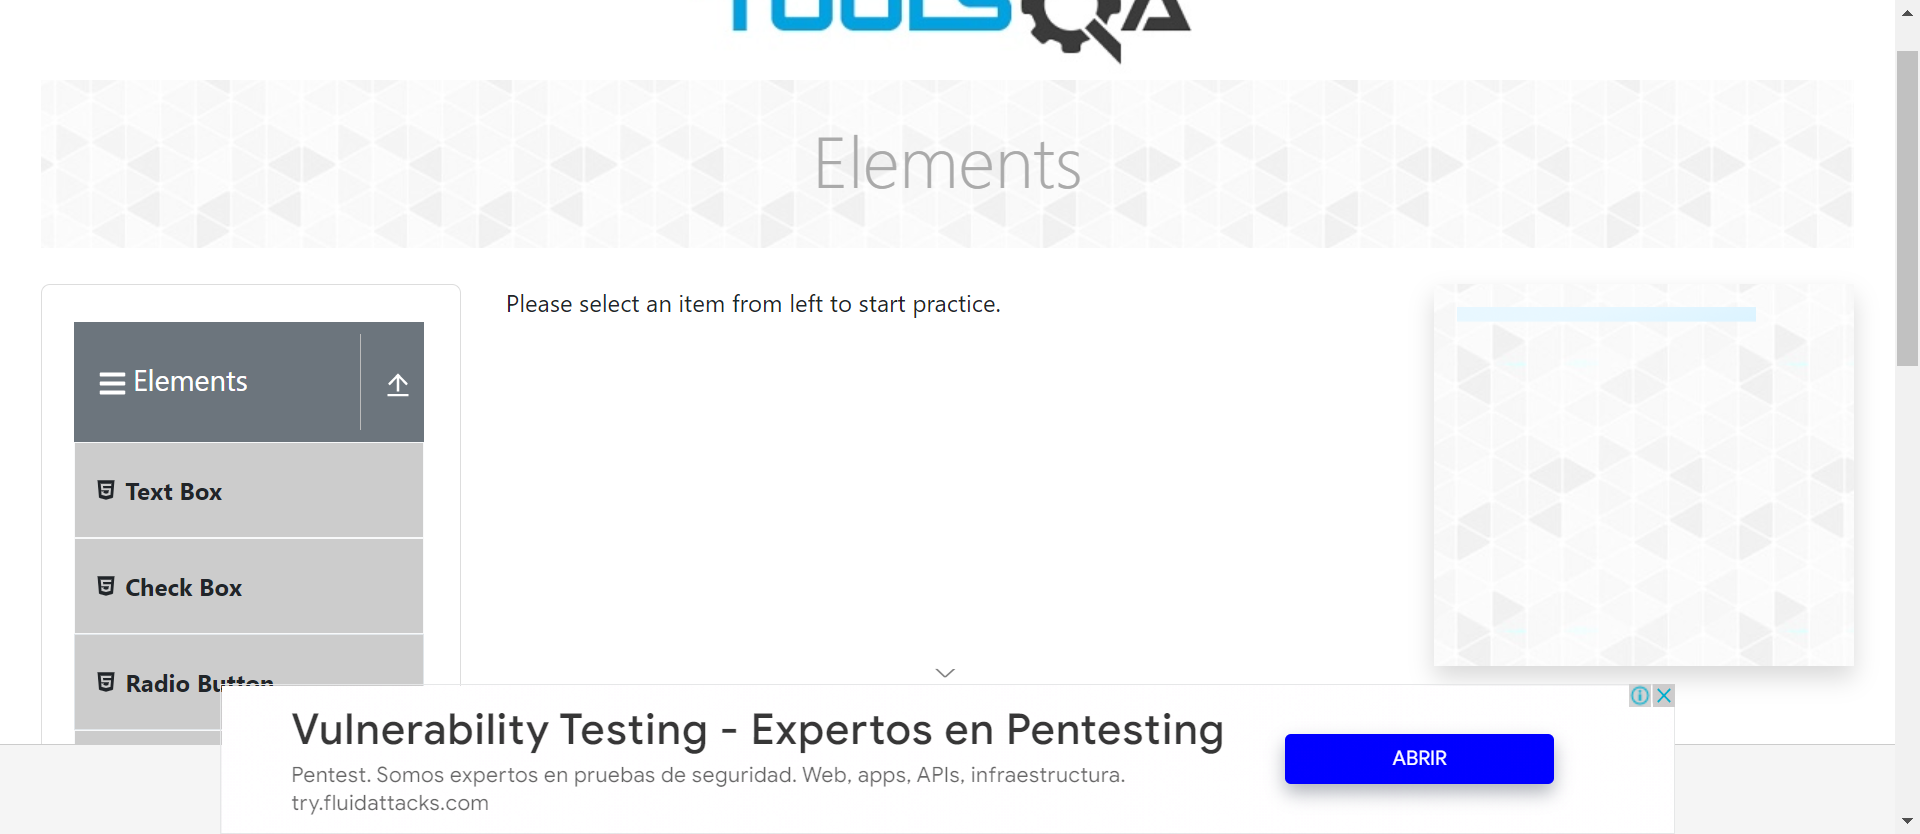 TOOLSQA
Elements
Elements
Please select an item from left to start practice.
Text Box
Check Box
Radio Button
Vulnerability Testing - Expertos en Pentesting
Pentest. Somos expertos en pruebas de seguridad. Web, apps, APIs, infraestructura.
try.fluidattacks.com
ABRIR